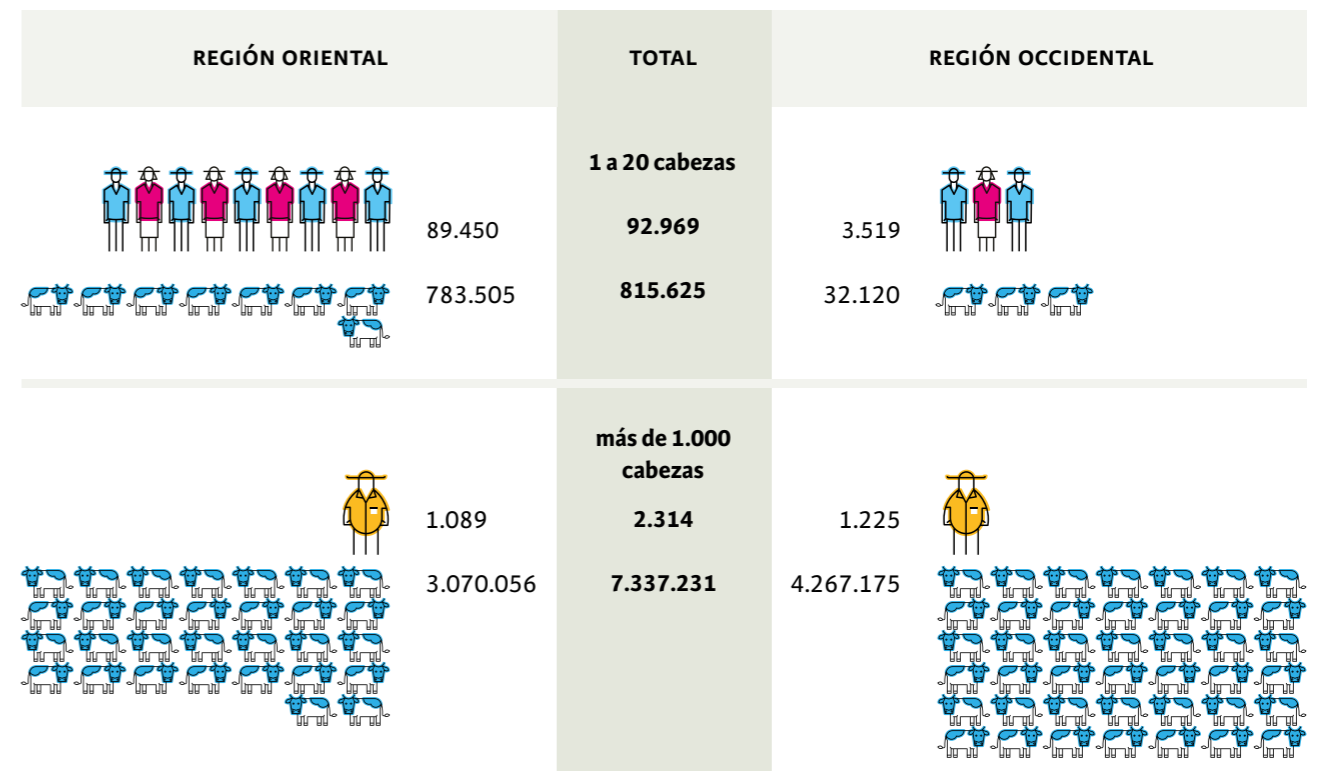 REGIÓN ORIENTAL TOTAL REGIÓN OCCIDENTAL
1 a 20 cabezas
89.450 92.969 3.519
783.505 815.625 32.120
más de 1.000
cabezas
1.089 2.314 1.225
3.070.056 7.337.231 4.267.175